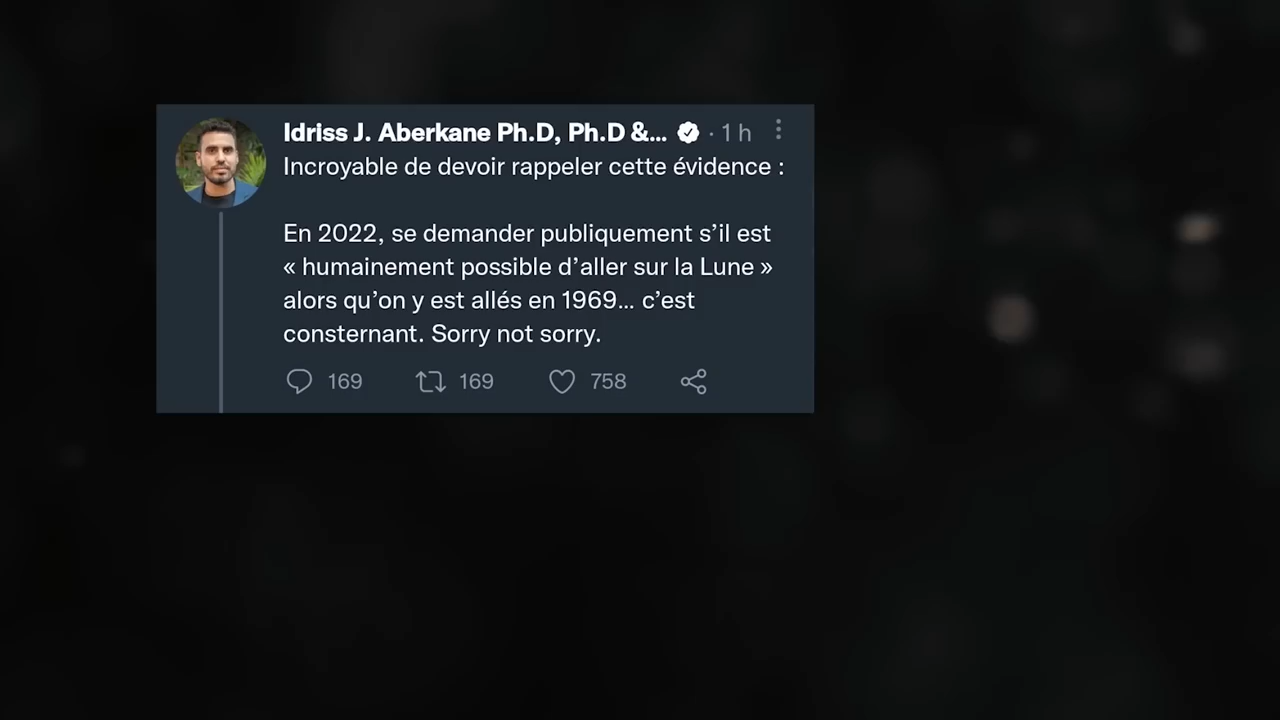 Idriss J. Aberkane Ph.D, Ph.D &... · 1 h
Incroyable de devoir rappeler cette évidence :
En 2022, se demander publiquement s’il est
« humainement possible d’aller sur la Lune »
alors qu’on y est allés en 1969... c’est
consternant. Sorry not sorry.
169 169 758